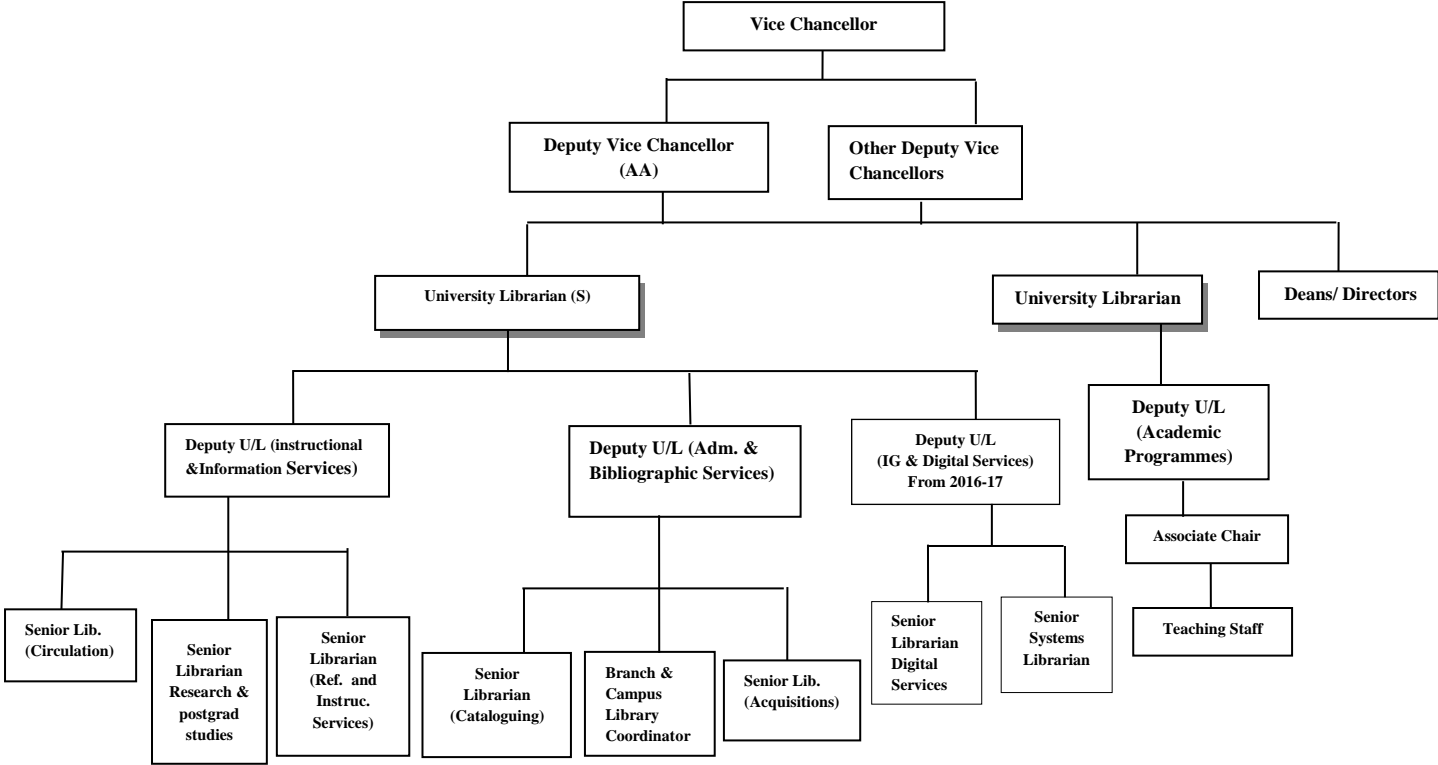 Vice Chancellor
Deputy Vice Chancellor
(AA)
Other Deputy Vice
Chancellors
University Librarian (S)
University Librarian
Deans/ Directors
Deputy U/L (instructional
&Information Services)
Deputy U/L (Adm. &
Bibliographic Services)
Deputy U/L
(IG & Digital Services)
From 2016-17
Deputy U/L
(Academic
Programmes)
Associate Chair
Teaching Staff
Senior Lib.
(Circulation)
Senior
Librarian
Research &
postgrad
studies
Senior
Librarian
(Ref. and
Instruc.
Services)
Senior
Librarian
(Cataloguing)
Branch &
Campus
Library
Coordinator
Senior Lib.
(Acquisitions)
Senior
Librarian
Digital
Services
Senior
Systems
Librarian